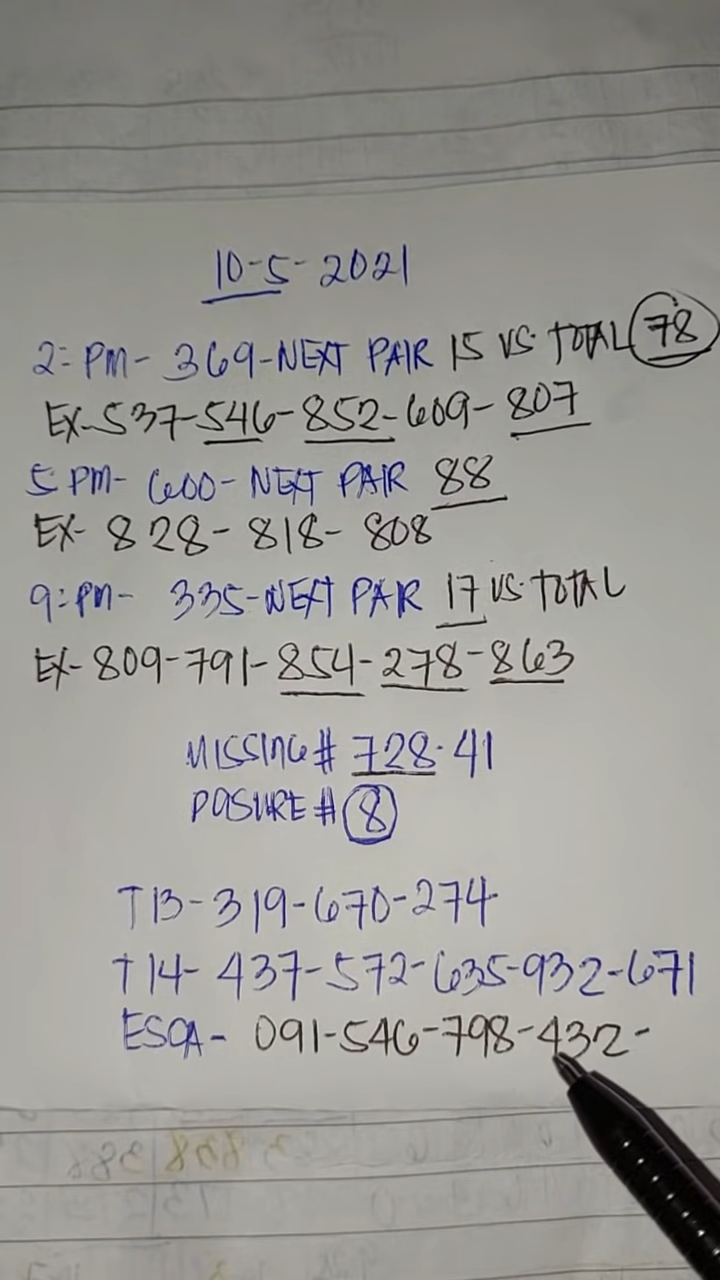 10-5-2021
2:PM- 369-NEXT PAIR 15 VS. TOTAL 78
EX-537-546-852-609-807
5PM- 600-NEXT PAIR 88
EX- 828-818-808
9:PM- 335-NEXT PAIR 17 VS. TOTAL
EX-809-791-854-278-863
MISSING# 728.41
POSURE# 8
T13-319-670-274
T14-437-572-635-932-671
ESCA- 091-546-798-432-